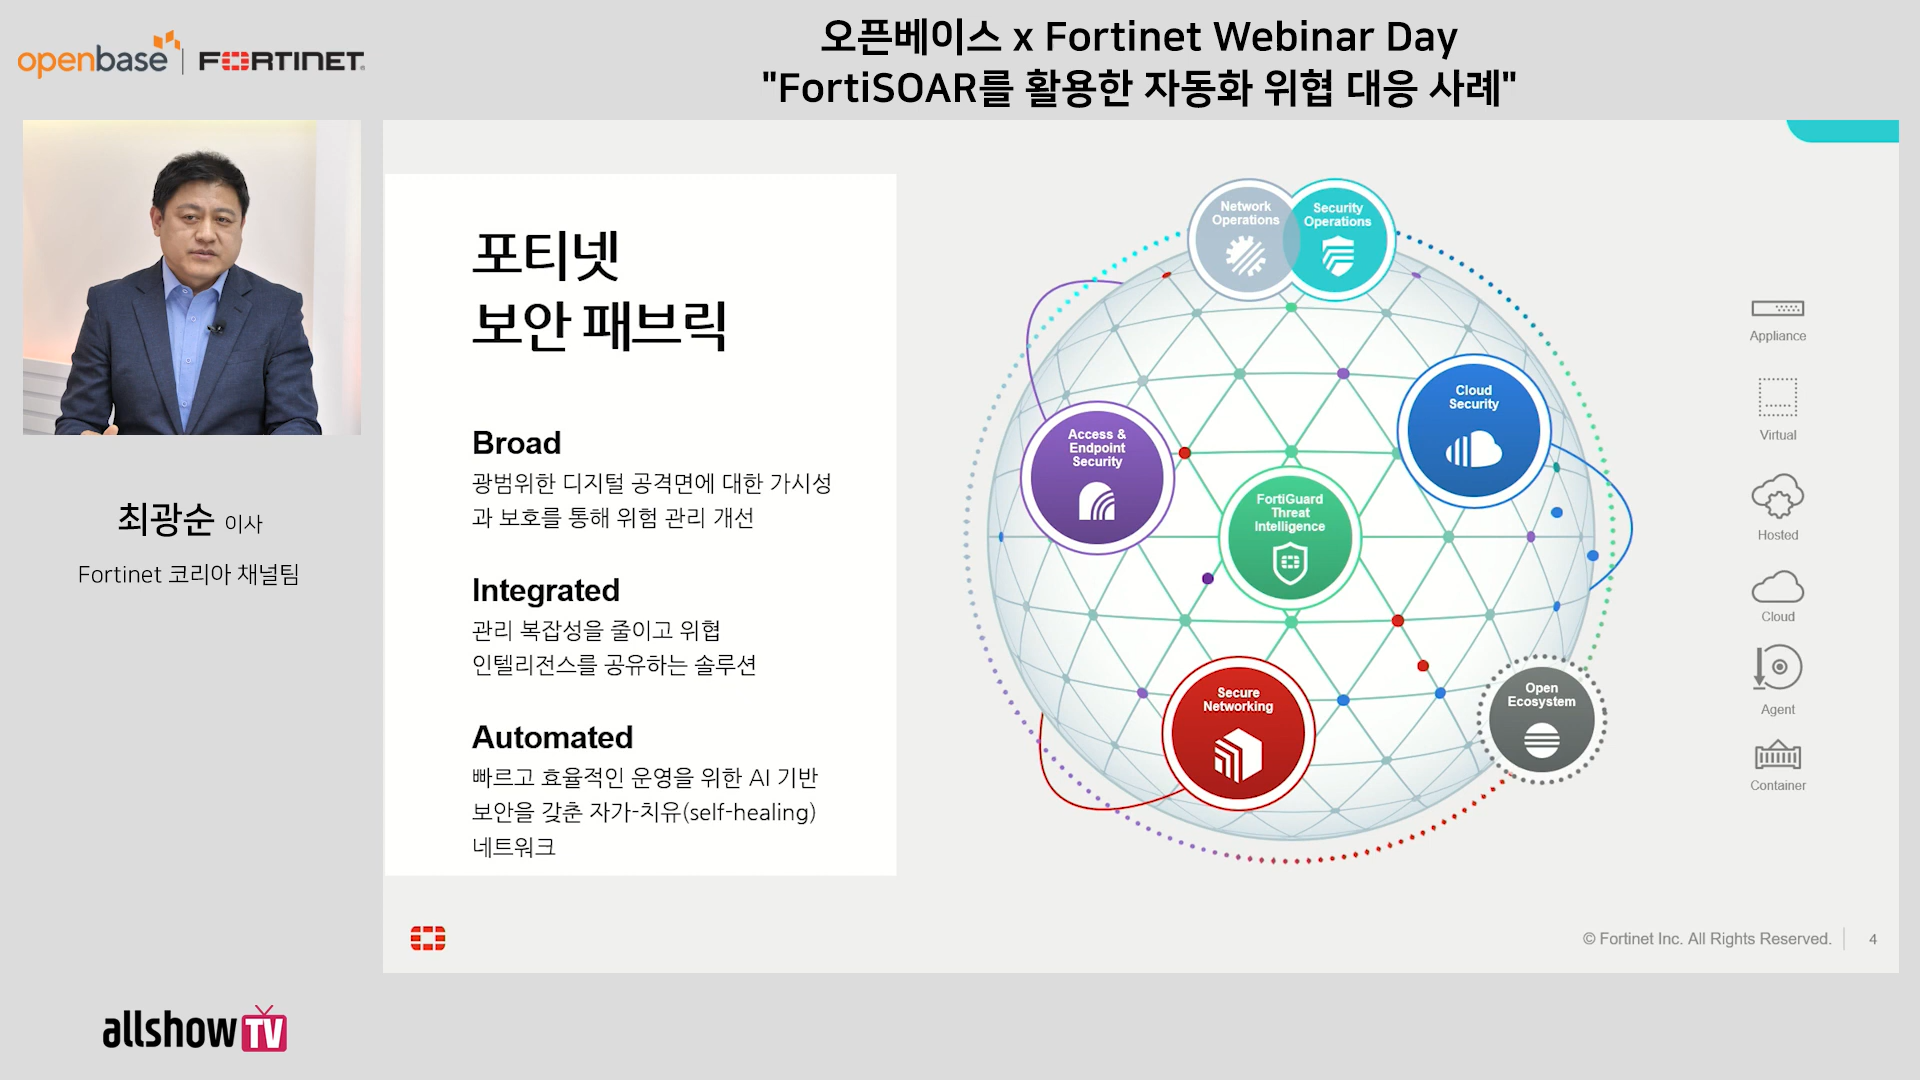 오픈베이스 x Fortinet Webinar Day
"FortiSOAR를 활용한 자동화 위협 대응 사례"
openbase
FORTINET
최광순 이사
Fortinet 코리아 채널팀
allshow TV
포티넷
보안 패브릭
Broad
광범위한 디지털 공격면에 대한 가시성
과 보호를 통해 위험 관리 개선
Integrated
관리 복잡성을 줄이고 위협
인텔리전스를 공유하는 솔루션
Automated
빠르고 효율적인 운영을 위한 AI 기반
보안을 갖춘 자가-치유(self-healing)
네트워크
Network
Operations
Security
Operations
Cloud
Security
Access &
Endpoint
Security
FortiGuard
Threat
Intelligence
Secure
Networking
Open
Ecosystem
Appliance
Virtual
Hosted
Cloud
Agent
Container
© Fortinet Inc. All Rights Reserved.
4